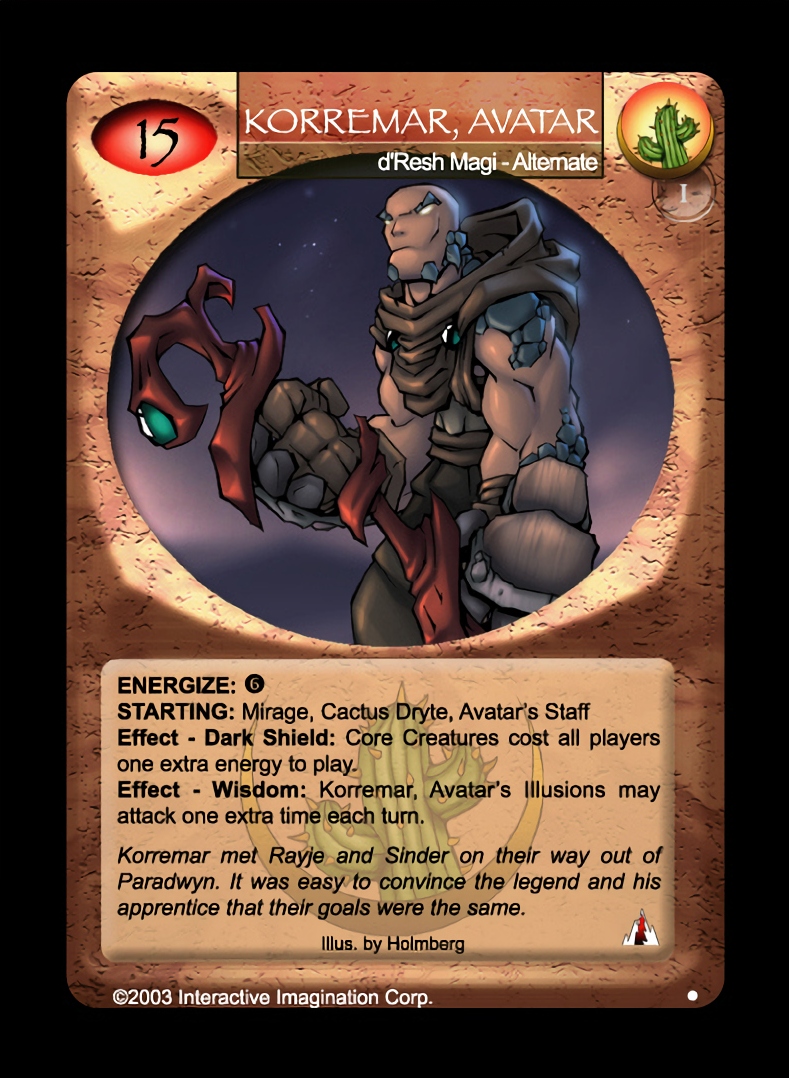 15
KORREMAR, AVATAR
d'Resh Magi - Alternate
I
ENERGIZE: 6
STARTING: Mirage, Cactus Dryte, Avatar's Staff
Effect - Dark Shield: Core Creatures cost all players
one extra energy to play.
Effect - Wisdom: Korremar, Avatar's Illusions may
attack one extra time each turn.
Korremar met Rayje and Sinder on their way out of
Paradwyn. It was easy to convince the legend and his
apprentice that their goals were the same.
Illus. by Holmberg
©2003 Interactive Imagination Corp.